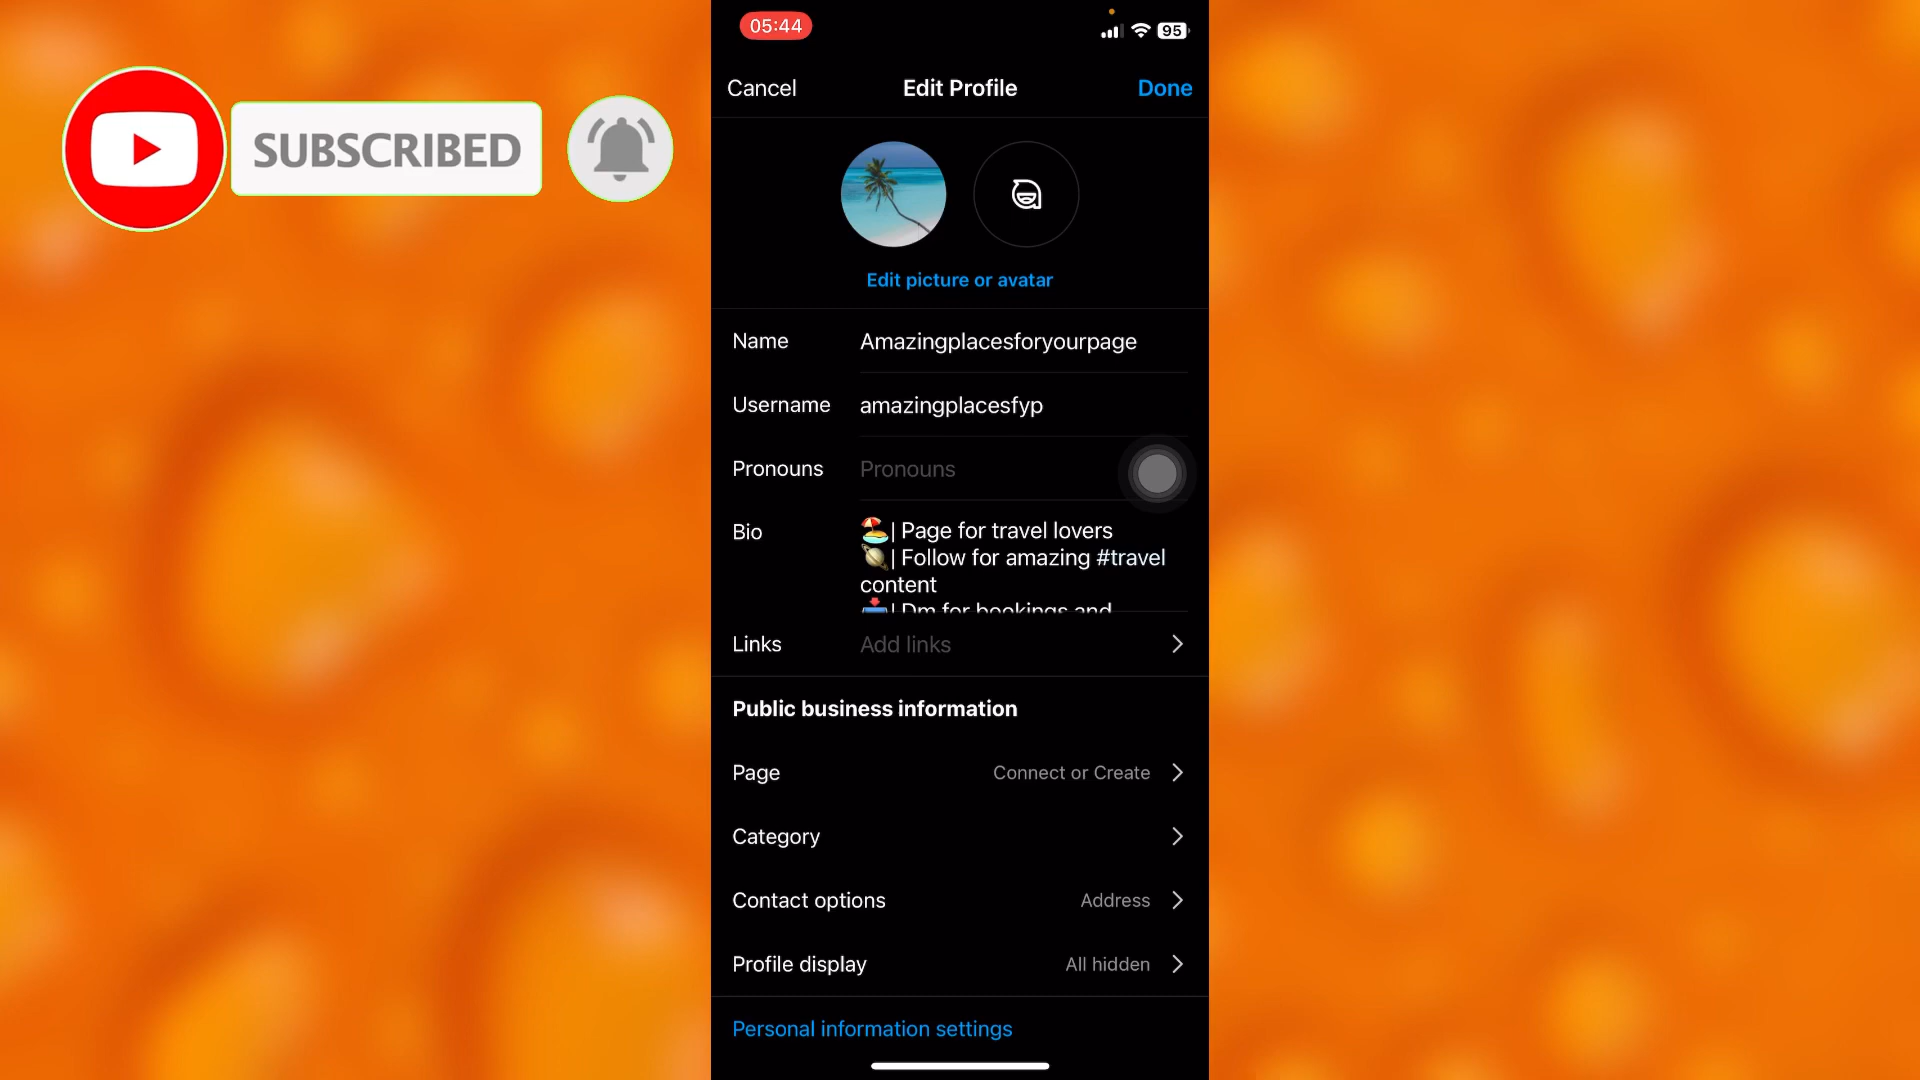 SUBSCRIBED
05:44
95
Cancel
Edit Profile
Done
Edit picture or avatar
Name
Amazingplacesforyourpage
Username
amazingplacesfyp
Pronouns
Pronouns
Bio
🏖️| Page for travel lovers
🪐| Follow for amazing #travel
content
📥| Dm for bookings and
Links
Add links
Public business information
Page
Connect or Create
Category
Contact options
Address
Profile display
All hidden
Personal information settings